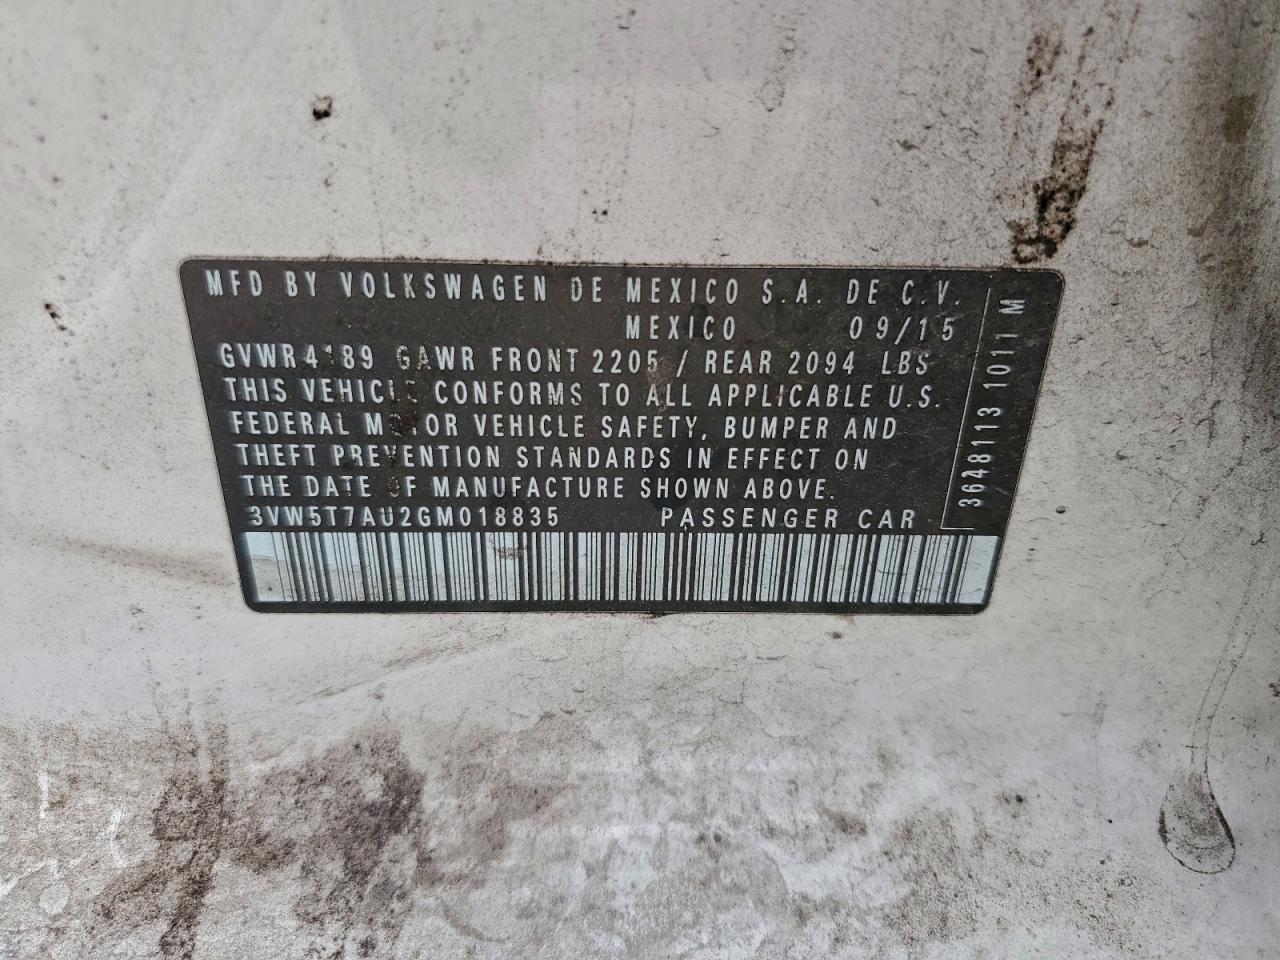 MFD BY VOLKSWAGEN DE MEXICO S.A. DE C.V.
MEXICO 09/15
GVWR 4189 GAWR FRONT 2205 / REAR 2094 LBS
THIS VEHICLE CONFORMS TO ALL APPLICABLE U.S.
FEDERAL MOTOR VEHICLE SAFETY, BUMPER AND
THEFT PREVENTION STANDARDS IN EFFECT ON
THE DATE OF MANUFACTURE SHOWN ABOVE.
3VW5T7AU2GM018835 PASSENGER CAR
3648113 1011 M